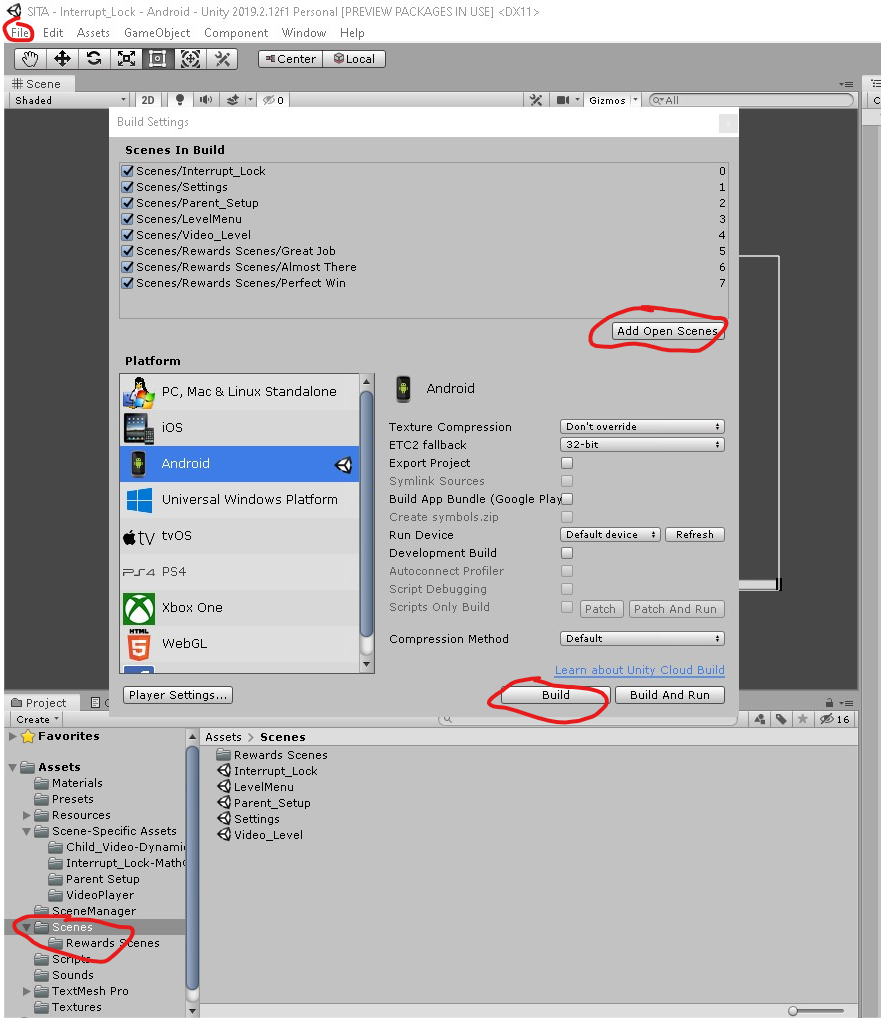 SITA - Interrupt_Lock - Android - Unity 2019.2.12f1 Personal [PREVIEW PACKAGES IN USE] <DX11>
File Edit Assets GameObject Component Window Help
Center Local
Scene
Shaded 2D 0 Gizmos All
Build Settings
Scenes In Build
Scenes/Interrupt_Lock 0
Scenes/Settings 1
Scenes/Parent_Setup 2
Scenes/LevelMenu 3
Scenes/Video_Level 4
Scenes/Rewards Scenes/Great Job 5
Scenes/Rewards Scenes/Almost There 6
Scenes/Rewards Scenes/Perfect Win 7
Add Open Scenes
Platform
PC, Mac & Linux Standalone
iOS
Android
Universal Windows Platform
tv tvOS
PS4 PS4
Xbox One
HTML 5 WebGL
Android
Texture Compression Don't override
ETC2 fallback 32-bit
Export Project
Symlink Sources
Build App Bundle (Google Play
Create symbols.zip
Run Device Default device Refresh
Development Build
Autoconnect Profiler
Script Debugging
Scripts Only Build Patch Patch And Run
Compression Method Default
Learn about Unity Cloud Build
Player Settings... Build Build And Run
Project
Create 16
Favorites
Assets
Materials
Presets
Resources
Scene-Specific Assets
Child_Video-Dynami
Interrupt_Lock-Math
Parent Setup
VideoPlayer
SceneManager
Scenes
Rewards Scenes
Scripts
Sounds
TextMesh Pro
Textures
Assets > Scenes
Rewards Scenes
Interrupt_Lock
LevelMenu
Parent_Setup
Settings
Video_Level